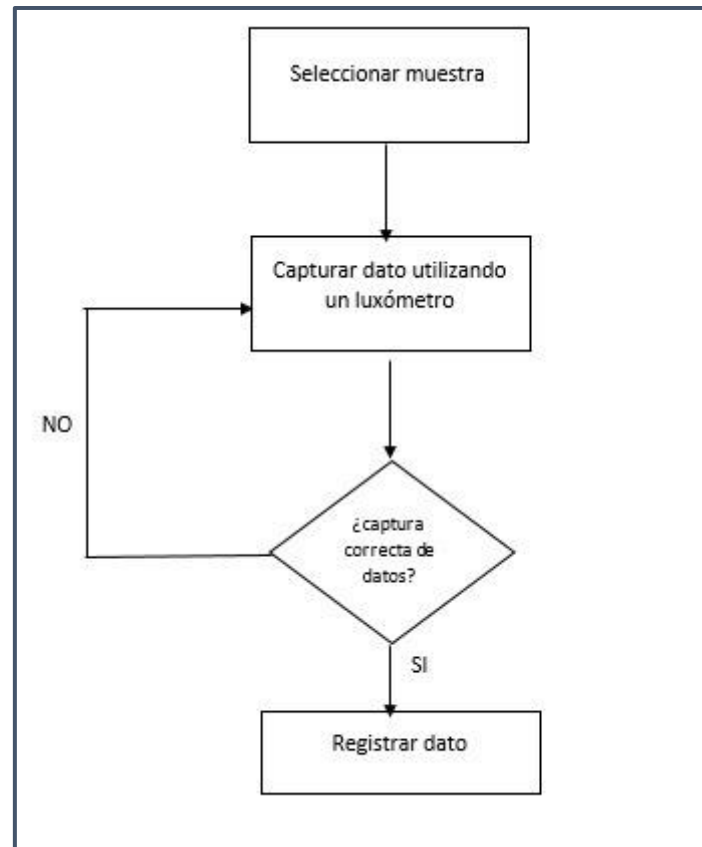 Seleccionar muestra
Capturar dato utilizando
un luxómetro
NO
¿captura
correcta de
datos?
SI
Registrar dato